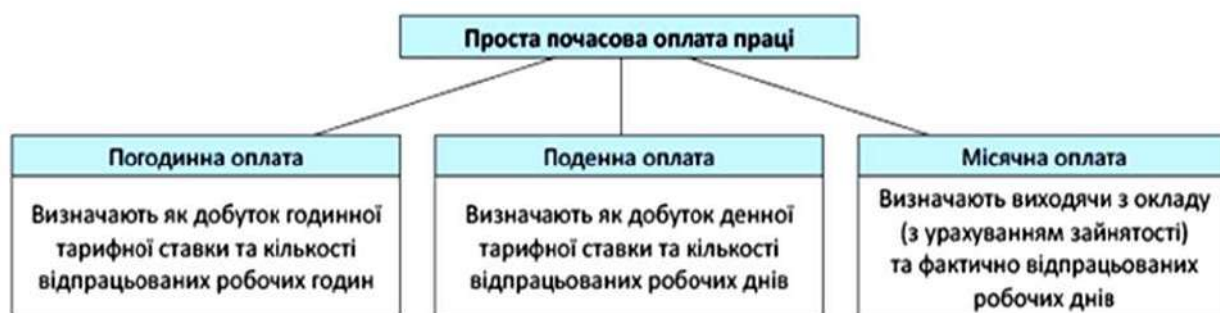 Проста почасова оплата праці
Погодинна оплата
Визначають як добуток годинної
тарифної ставки та кількості
відпрацьованих робочих годин
Поденна оплата
Визначають як добуток денної
тарифної ставки та кількості
відпрацьованих робочих днів
Місячна оплата
Визначають виходячи з окладу
(з урахуванням зайнятості)
та фактично відпрацьованих
робочих днів